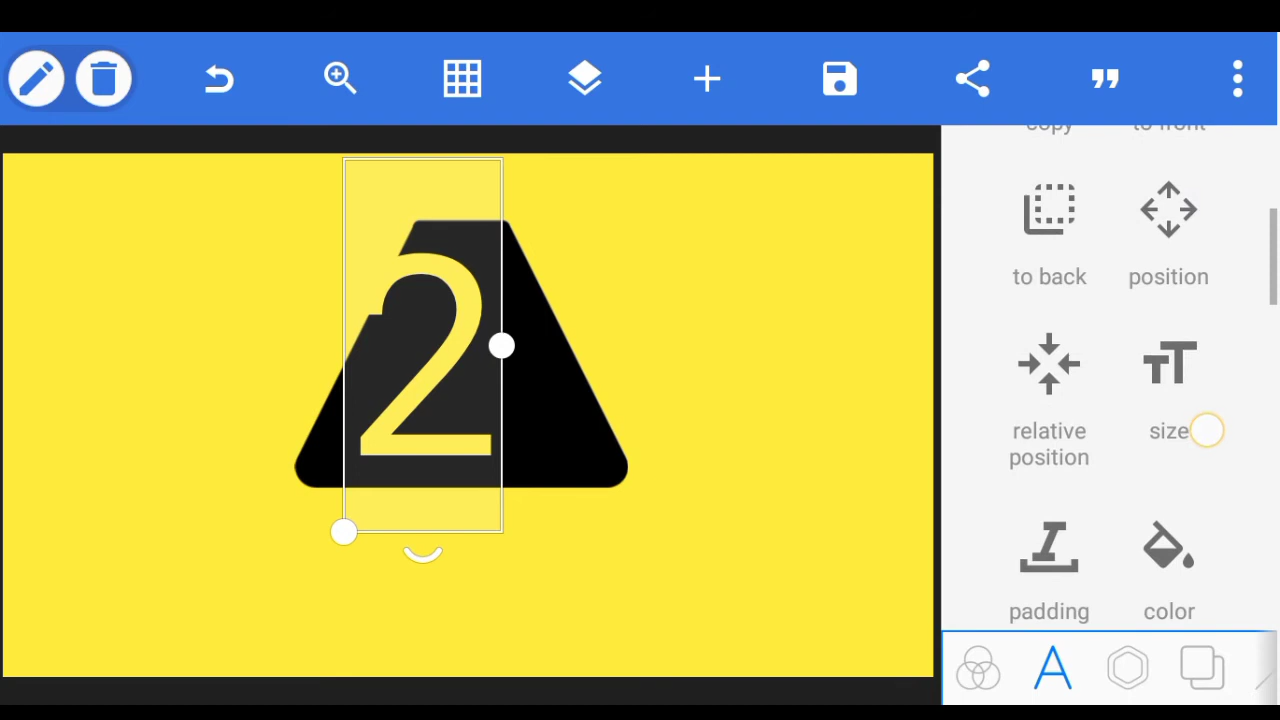 copy to front
to back position
relative position size
padding color
2